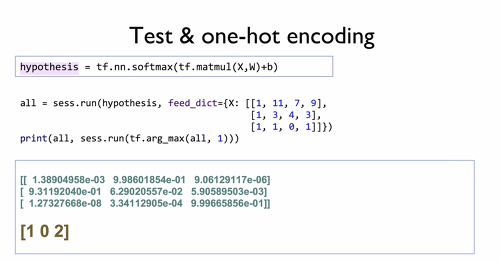 Test & one-hot encoding
hypothesis = tf.nn.softmax(tf.matmul(X,W)+b)
all = sess.run(hypothesis, feed_dict={X: [[1, 11, 7, 9],
[1, 3, 4, 3],
[1, 1, 0, 1]]})
print(all, sess.run(tf.arg_max(all, 1)))
[[ 1.38904958e-03 9.98601854e-01 9.06129117e-06]
[ 9.31192040e-01 6.29020557e-02 5.90589503e-03]
[ 1.27327668e-08 3.34112905e-04 9.99665856e-01]]
[1 0 2]